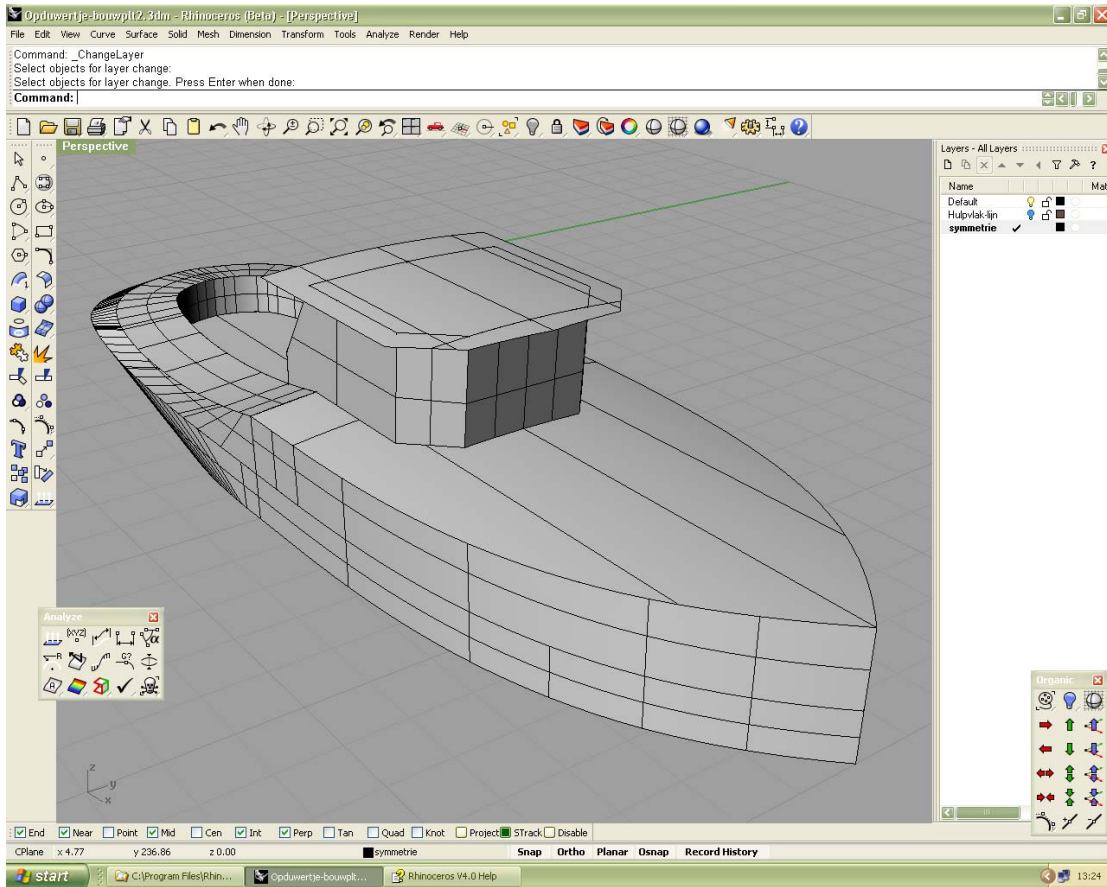 Opduwertje-bouwplt2.3dm - Rhinoceros (Beta) - [Perspective]
File Edit View Curve Surface Solid Mesh Dimension Transform Tools Analyze Render Help
Command: _ChangeLayer
Select objects for layer change:
Select objects for layer change. Press Enter when done:
Command:
Perspective
Layers - All Layers
Name Mat
Default
Hulpvlak-lijn
symmetrie
Analyze
Organic
z
y
x
End Near Point Mid Cen Int Perp Tan Quad Knot Project STrack Disable
CPlane x 4.77 y 236.86 z 0.00 symmetrie Snap Ortho Planar Osnap Record History
start C:\Program Files\Rhin... Opduwertje-bouwplt... Rhinoceros V4.0 Help 13:24